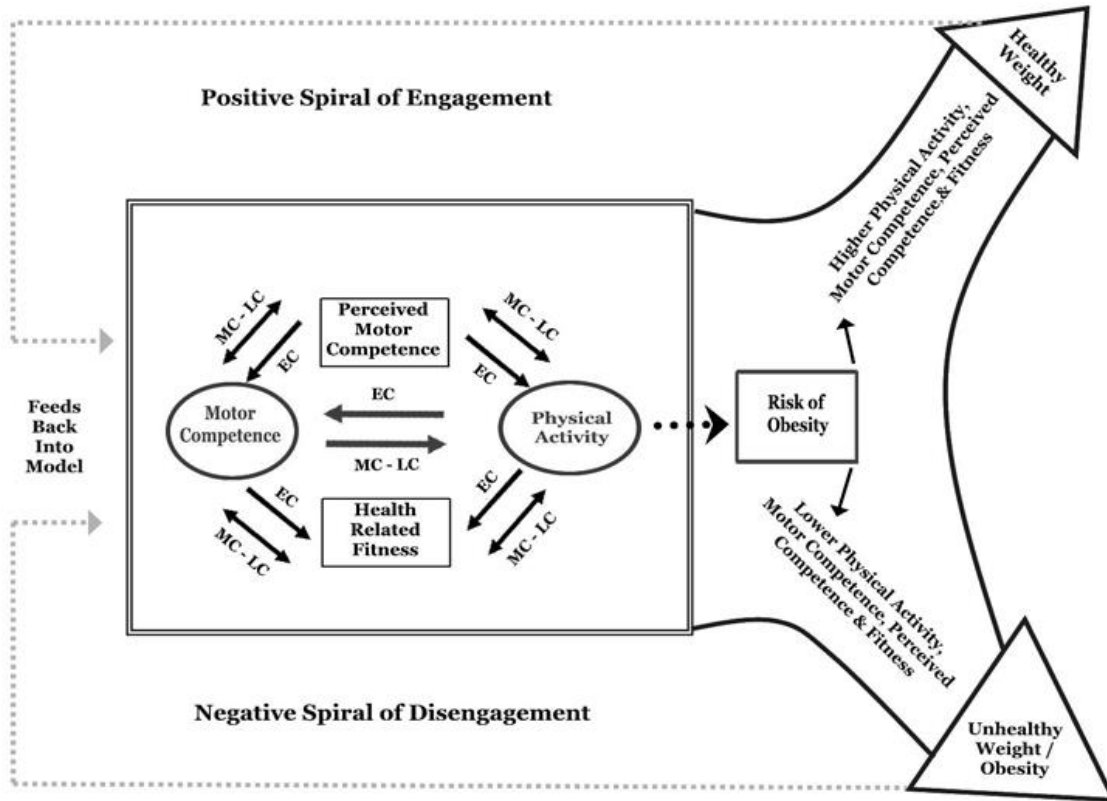 Healthy
Weight
Positive Spiral of Engagement
Higher Physical Activity,
Motor Competence, Perceived
Competence & Fitness
MC - LC
EC
Perceived
Motor
Competence
MC - LC
EC
Feeds
Back
Into
Model
Motor
Competence
EC
MC - LC
Physical
Activity
Risk of
Obesity
EC
MC - LC
Health
Related
Fitness
EC
MC - LC
Lower Physical Activity,
Motor Competence, Perceived
Competence & Fitness
Negative Spiral of Disengagement
Unhealthy
Weight /
Obesity